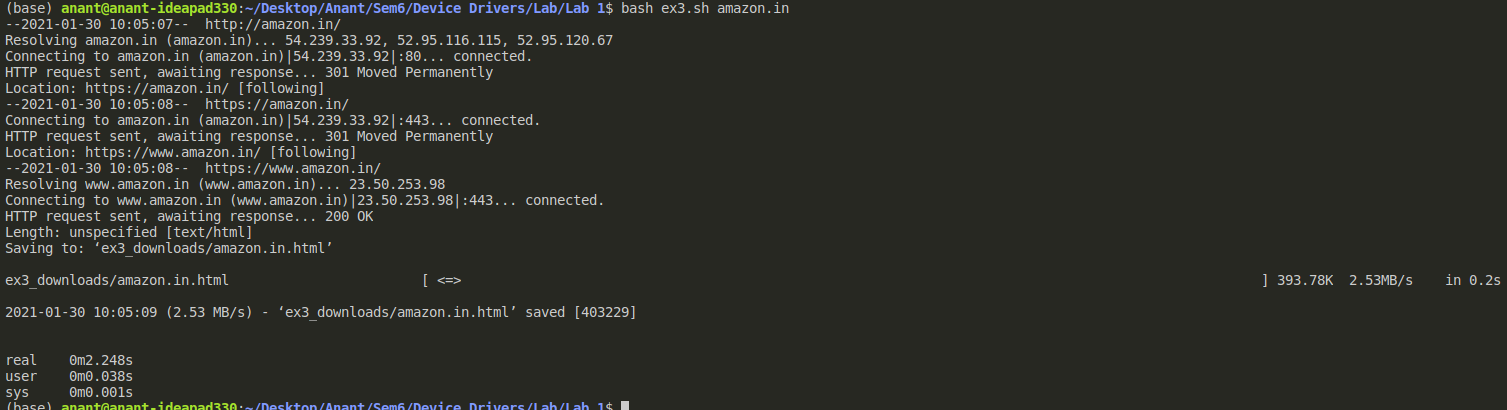 (base) anant@anant-ideapad330:~/Desktop/Anant/Sem6/Device Drivers/Lab/Lab 1$ bash ex3.sh amazon.in
--2021-01-30 10:05:07--  http://amazon.in/
Resolving amazon.in (amazon.in)... 54.239.33.92, 52.95.116.115, 52.95.120.67
Connecting to amazon.in (amazon.in)|54.239.33.92|:80... connected.
HTTP request sent, awaiting response... 301 Moved Permanently
Location: https://amazon.in/ [following]
--2021-01-30 10:05:08--  https://amazon.in/
Connecting to amazon.in (amazon.in)|54.239.33.92|:443... connected.
HTTP request sent, awaiting response... 301 Moved Permanently
Location: https://www.amazon.in/ [following]
--2021-01-30 10:05:08--  https://www.amazon.in/
Resolving www.amazon.in (www.amazon.in)... 23.50.253.98
Connecting to www.amazon.in (www.amazon.in)|23.50.253.98|:443... connected.
HTTP request sent, awaiting response... 200 OK
Length: unspecified [text/html]
Saving to: ‘ex3_downloads/amazon.in.html’
ex3_downloads/amazon.in.html [ <=> ] 393.78K 2.53MB/s in 0.2s
2021-01-30 10:05:09 (2.53 MB/s) - ‘ex3_downloads/amazon.in.html’ saved [403229]
real 0m2.248s
user 0m0.038s
sys 0m0.001s
(base) anant@anant-ideapad330:~/Desktop/Anant/Sem6/Device Drivers/Lab/Lab 1$